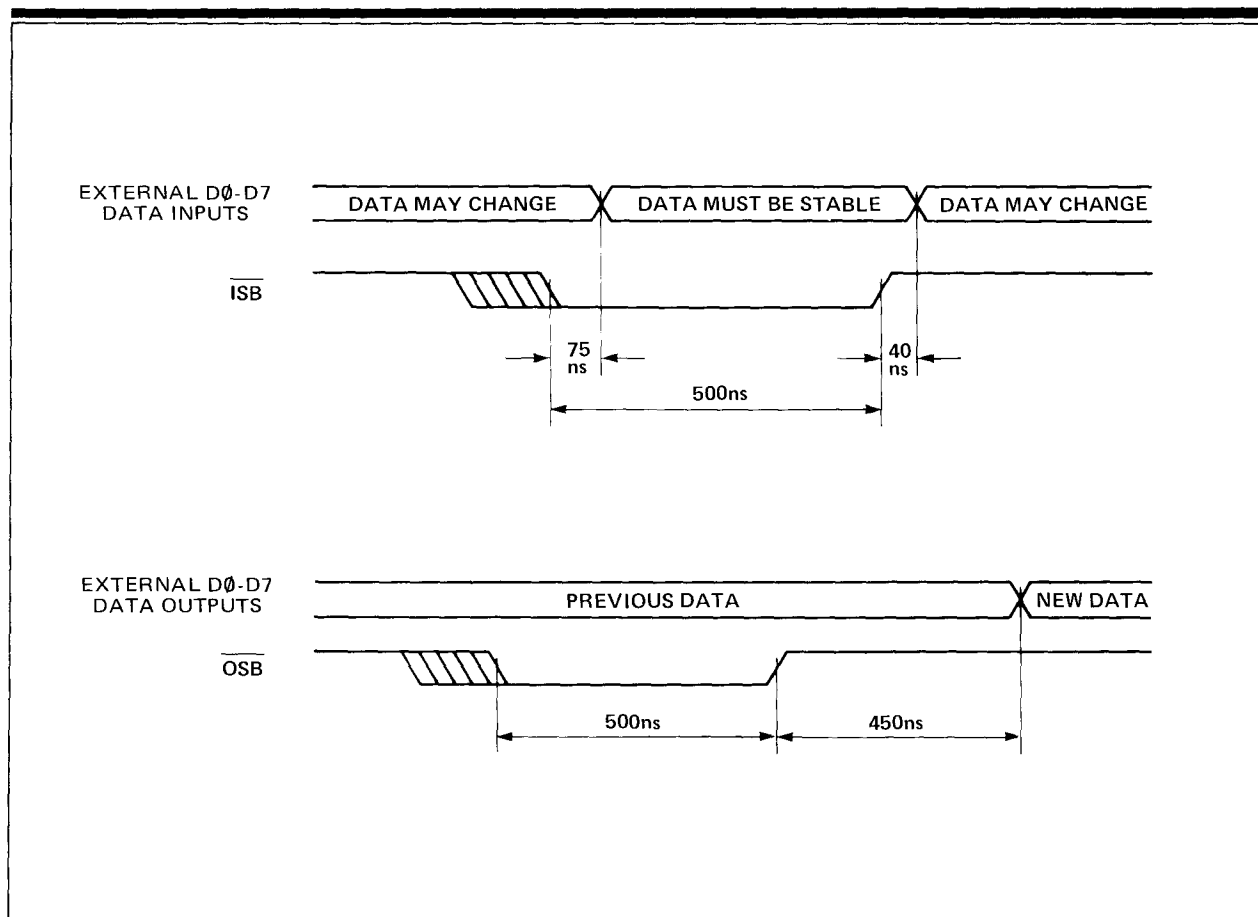 EXTERNAL DØ-D7
DATA INPUTS
DATA MAY CHANGE
DATA MUST BE STABLE
DATA MAY CHANGE
ISB
75
ns
40
ns
500ns
EXTERNAL DØ-D7
DATA OUTPUTS
PREVIOUS DATA
NEW DATA
OSB
500ns
450ns